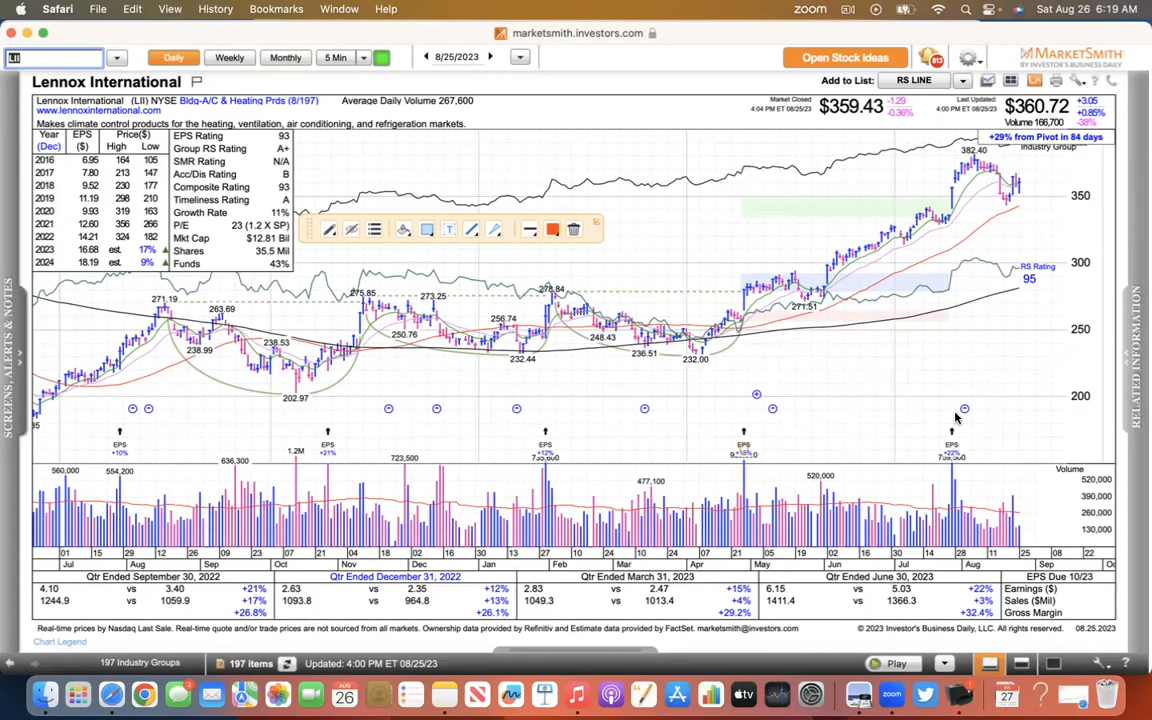 Safari File Edit View History Bookmarks Window Help zoom Sat Aug 26 6:19 AM
marketsmith.investors.com
LII Daily Weekly Monthly 5 Min 8/25/2023 Open Stock Ideas 813 MARKETSMITH
BY INVESTOR'S BUSINESS DAILY
Lennox International Add to List: RS LINE
Lennox International (LII) NYSE Bldg-A/C & Heating Prds (8/197) Average Daily Volume 267,600
www.lennoxinternational.com
Makes climate control products for the heating, ventilation, air conditioning, and refrigeration markets.
Market Closed
4:04 PM ET 08/25/23
$359.43 -1.29
-0.36%
Last Updated:
4:00 PM ET 08/25/23
$360.72 +3.05
+0.85%
Volume 166,700 -38%
+29% from Pivot in 84 days
Industry Group
Year EPS Price($)
(Dec) ($) High Low
2016 6.95 164 105
2017 7.80 213 147
2018 9.52 230 177
2019 11.19 298 210
2020 9.93 319 163
2021 12.60 356 266
2022 14.21 324 182
2023 16.68 est. 17%
2024 18.19 est. 9%
EPS Rating 93
Group RS Rating A+
SMR Rating N/A
Acc/Dis Rating B
Composite Rating 93
Timeliness Rating A
Growth Rate 11%
P/E 23 (1.2 X SP)
Mkt Cap $12.81 Bil
Shares 35.5 Mil
Funds 43%
382.40
350
300
250
200
RS Rating
95
271.19
263.69
238.99
238.53
202.97
275.85
250.76
273.25
256.74
232.44
278.84
248.43
236.51
232.00
271.51
EPS
+10%
EPS
+21%
EPS
+12%
EPS
EPS
+22%
560,000
554,200
636,300
1.2M
723,500
477,100
520,000
Volume
520,000
390,000
260,000
130,000
01 15 29 12 26 09 23 07 21 04 18 02 16 30 13 27 10 24 10 24 07 21 05 19 02 16 30 14 28 11 25 08 22
Jul Aug Sep Oct Nov Dec Jan Feb Mar Apr May Jun Jul Aug Sep
Qtr Ended September 30, 2022 Qtr Ended December 31, 2022 Qtr Ended March 31, 2023 Qtr Ended June 30, 2023 EPS Due 10/23
4.10 vs 3.40 +21% 2.63 vs 2.35 +12% 2.83 vs 2.47 +15% 6.15 vs 5.03 +22% Earnings ($)
1244.9 vs 1059.9 +17% 1093.8 vs 964.8 +13% 1049.3 vs 1013.4 +4% 1411.4 vs 1366.3 +3% Sales ($Mil)
+26.8% +26.1% +29.2% +32.4% Gross Margin
Real-time prices by Nasdaq Last Sale. Real-time quote and/or trade prices are not sourced from all markets. Ownership data provided by Refinitiv and Estimate data provided by FactSet. marketsmith@investors.com © 2023 Investor's Business Daily, LLC. All rights reserved. 08.25.2023
Chart Legend
197 Industry Groups 197 items Updated: 4:00 PM ET 08/25/23 Play
SCREENS, ALERTS & NOTES
RELATED INFORMATION
AUG
26
tv
zoom
27